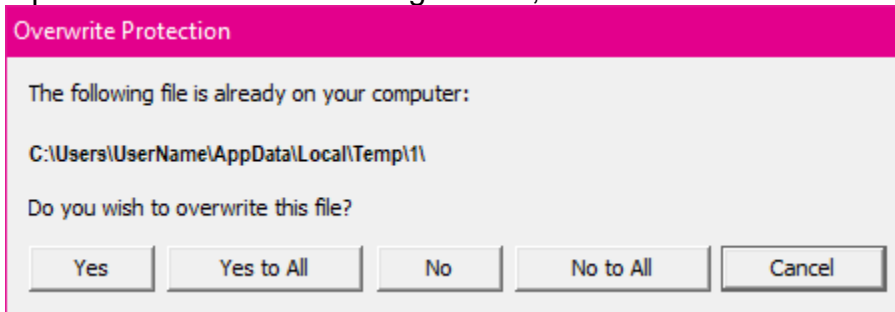 Overwrite Protection
The following file is already on your computer:
C:\Users\UserName\AppData\Local\Temp\1\
Do you wish to overwrite this file?
Yes Yes to All No No to All Cancel